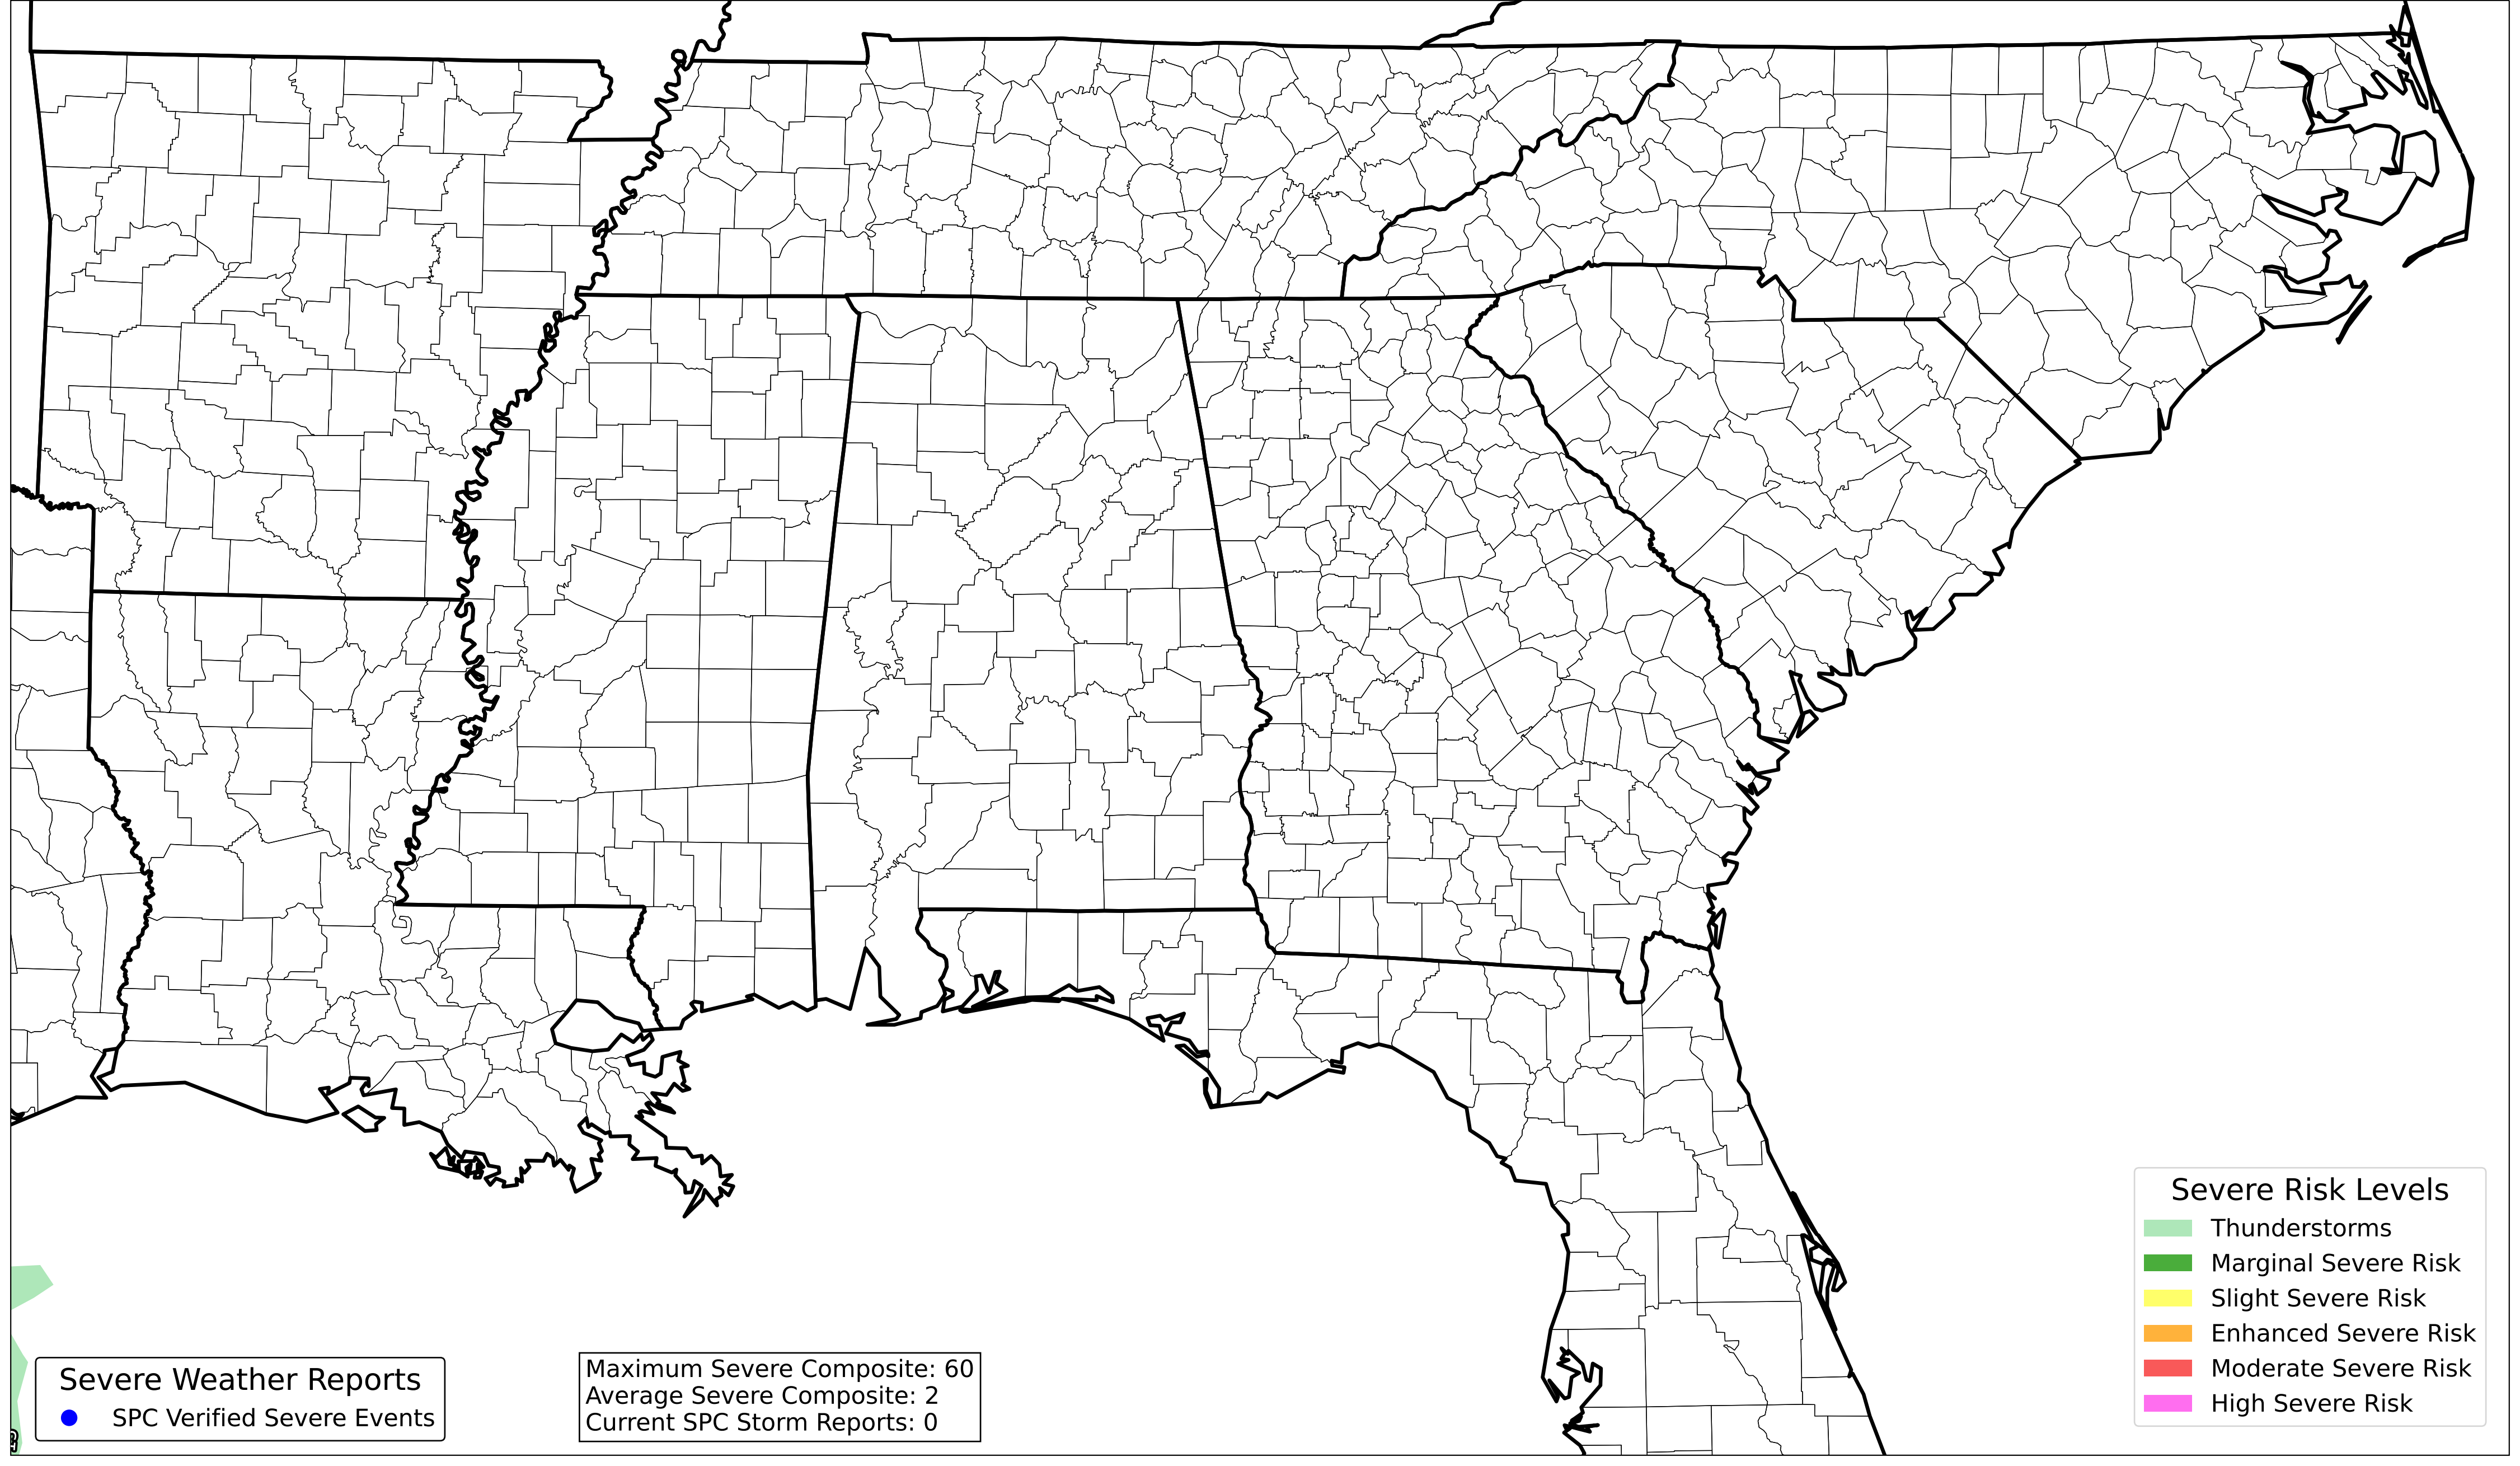 Severe Risk Levels
Thunderstorms
Marginal Severe Risk
Slight Severe Risk
Enhanced Severe Risk
Moderate Severe Risk
High Severe Risk
Severe Weather Reports
SPC Verified Severe Events
Maximum Severe Composite: 60
Average Severe Composite: 2
Current SPC Storm Reports: 0